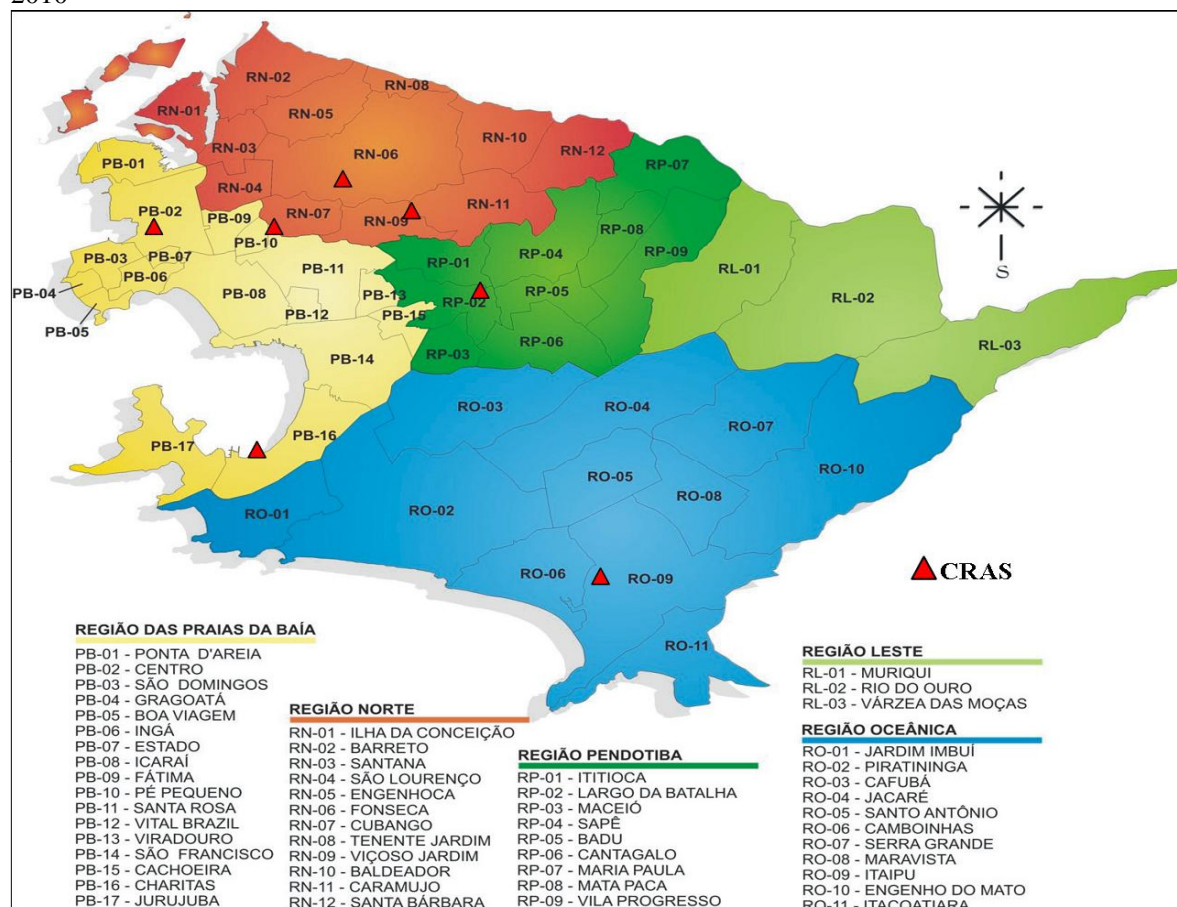 2010
RN-02
RN-08
RN-01
RN-05
RN-10
RN-03
RN-06
RN-12
PB-01
RP-07
RN-04
PB-02
PB-09
RN-07
RN-09
RN-11
RP-08
PB-10
RP-04
RP-09
PB-03
PB-07
PB-11
RP-01
RL-01
PB-06
PB-04
PB-08
PB-13
RP-02
RP-05
RL-02
PB-05
PB-12
PB-15
RP-06
RL-03
PB-14
RP-03
RO-03
RO-04
RO-07
PB-17
PB-16
RO-05
RO-10
RO-01
RO-02
RO-08
RO-06
RO-09
RO-11
S
CRAS
REGIÃO DAS PRAIAS DA BAÍA
PB-01 - PONTA D'AREIA
PB-02 - CENTRO
PB-03 - SÃO DOMINGOS
PB-04 - GRAGOATÁ
PB-05 - BOA VIAGEM
PB-06 - INGÁ
PB-07 - ESTADO
PB-08 - ICARAÍ
PB-09 - FÁTIMA
PB-10 - PÉ PEQUENO
PB-11 - SANTA ROSA
PB-12 - VITAL BRAZIL
PB-13 - VIRADOURO
PB-14 - SÃO FRANCISCO
PB-15 - CACHOEIRA
PB-16 - CHARITAS
PB-17 - JURUJUBA
REGIÃO NORTE
RN-01 - ILHA DA CONCEIÇÃO
RN-02 - BARRETO
RN-03 - SANTANA
RN-04 - SÃO LOURENÇO
RN-05 - ENGENHOCA
RN-06 - FONSECA
RN-07 - CUBANGO
RN-08 - TENENTE JARDIM
RN-09 - VIÇOSO JARDIM
RN-10 - BALDEADOR
RN-11 - CARAMUJO
RN-12 - SANTA BÁRBARA
REGIÃO PENDOTIBA
RP-01 - ITITIOCA
RP-02 - LARGO DA BATALHA
RP-03 - MACEIÓ
RP-04 - SAPÊ
RP-05 - BADU
RP-06 - CANTAGALO
RP-07 - MARIA PAULA
RP-08 - MATA PACA
RP-09 - VILA PROGRESSO
REGIÃO LESTE
RL-01 - MURIQUI
RL-02 - RIO DO OURO
RL-03 - VÁRZEA DAS MOÇAS
REGIÃO OCEÂNICA
RO-01 - JARDIM IMBUÍ
RO-02 - PIRATININGA
RO-03 - CAFUBÁ
RO-04 - JACARÉ
RO-05 - SANTO ANTÔNIO
RO-06 - CAMBOINHAS
RO-07 - SERRA GRANDE
RO-08 - MARAVISTA
RO-09 - ITAIPU
RO-10 - ENGENHO DO MATO
RO-11 - ITACOATIARA